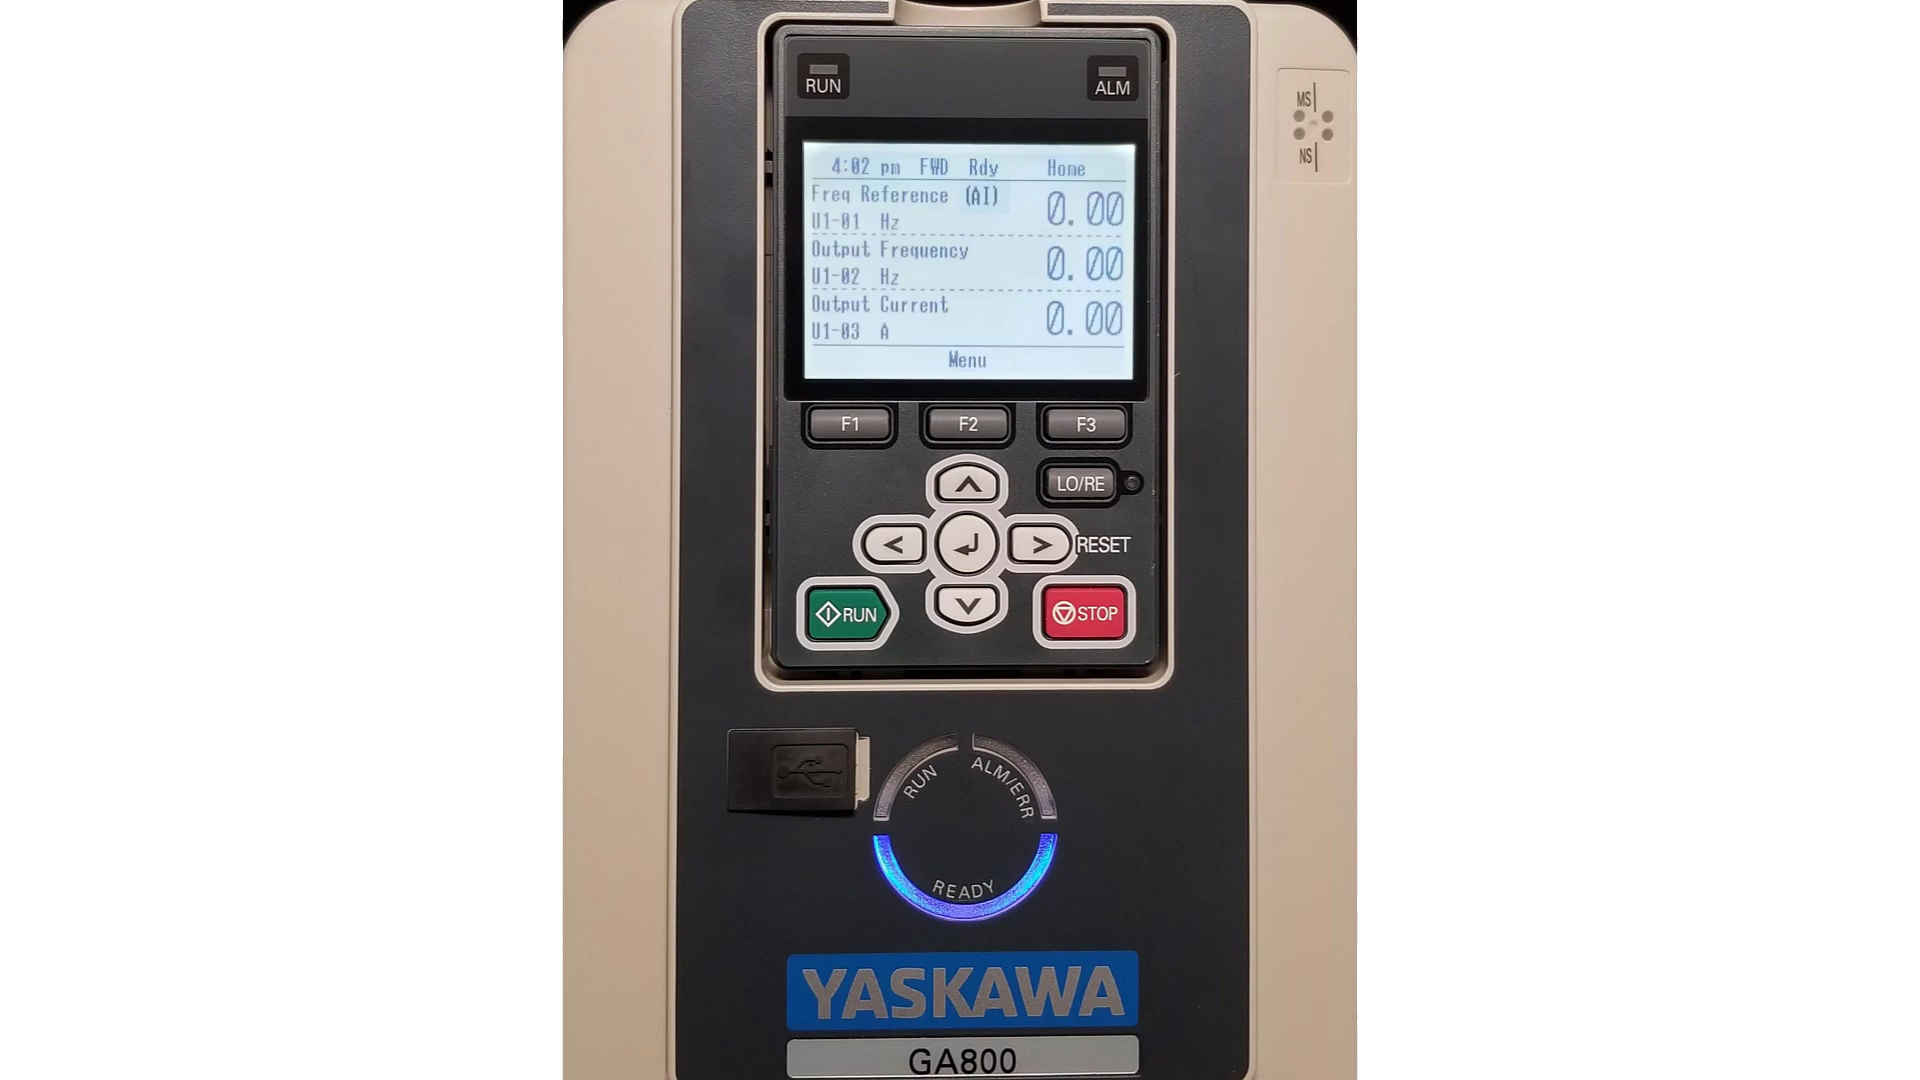 RUN
ALM
MS
NS
4:02 pm FWD Rdy Home
Freq Reference (AI) 0.00
U1-01 Hz
Output Frequency 0.00
U1-02 Hz
Output Current 0.00
U1-03 A
Menu
F1 F2 F3
LO/RE
RESET
RUN
STOP
RUN
ALM/ERR
READY
YASKAWA
GA800